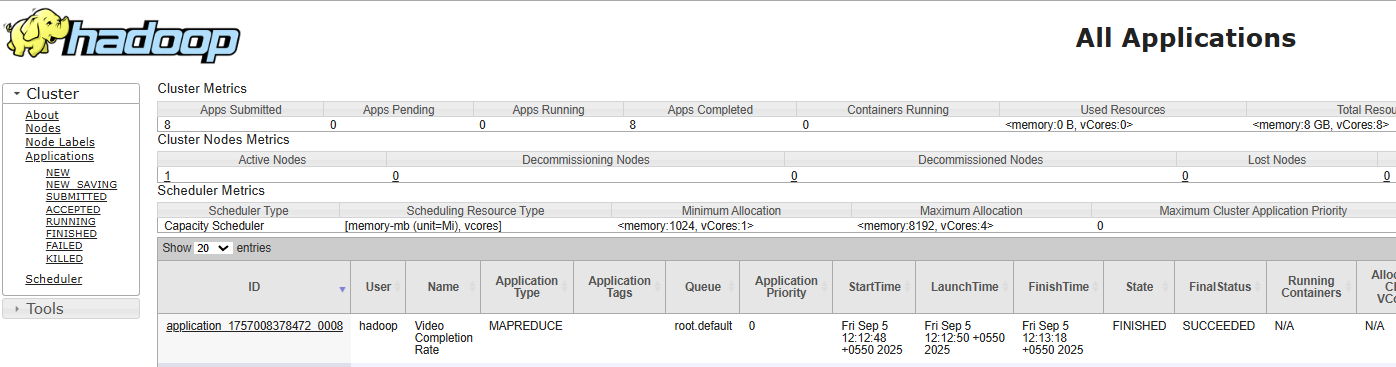 hadoop
All Applications
Cluster
About
Nodes
Node Labels
Applications
NEW
NEW_SAVING
SUBMITTED
ACCEPTED
RUNNING
FINISHED
FAILED
KILLED
Scheduler
Tools
Cluster Metrics
Apps Submitted Apps Pending Apps Running Apps Completed Containers Running Used Resources Total Resou
8 0 0 8 0 <memory:0 B, vCores:0> <memory:8 GB, vCores:8>
Cluster Nodes Metrics
Active Nodes Decommissioning Nodes Decommissioned Nodes Lost Nodes
1 0 0 0 0
Scheduler Metrics
Scheduler Type Scheduling Resource Type Minimum Allocation Maximum Allocation Maximum Cluster Application Priority
Capacity Scheduler [memory-mb (unit=Mi), vcores] <memory:1024, vCores:1> <memory:8192, vCores:4> 0
Show 20 entries
ID User Name Application Type Application Tags Queue Application Priority StartTime LaunchTime FinishTime State FinalStatus Running Containers Alloc CP VCo
application_1757008378472_0008 hadoop Video Completion Rate MAPREDUCE root.default 0 Fri Sep 5 12:12:48 +0550 2025 Fri Sep 5 12:12:50 +0550 2025 Fri Sep 5 12:13:18 +0550 2025 FINISHED SUCCEEDED N/A N/A